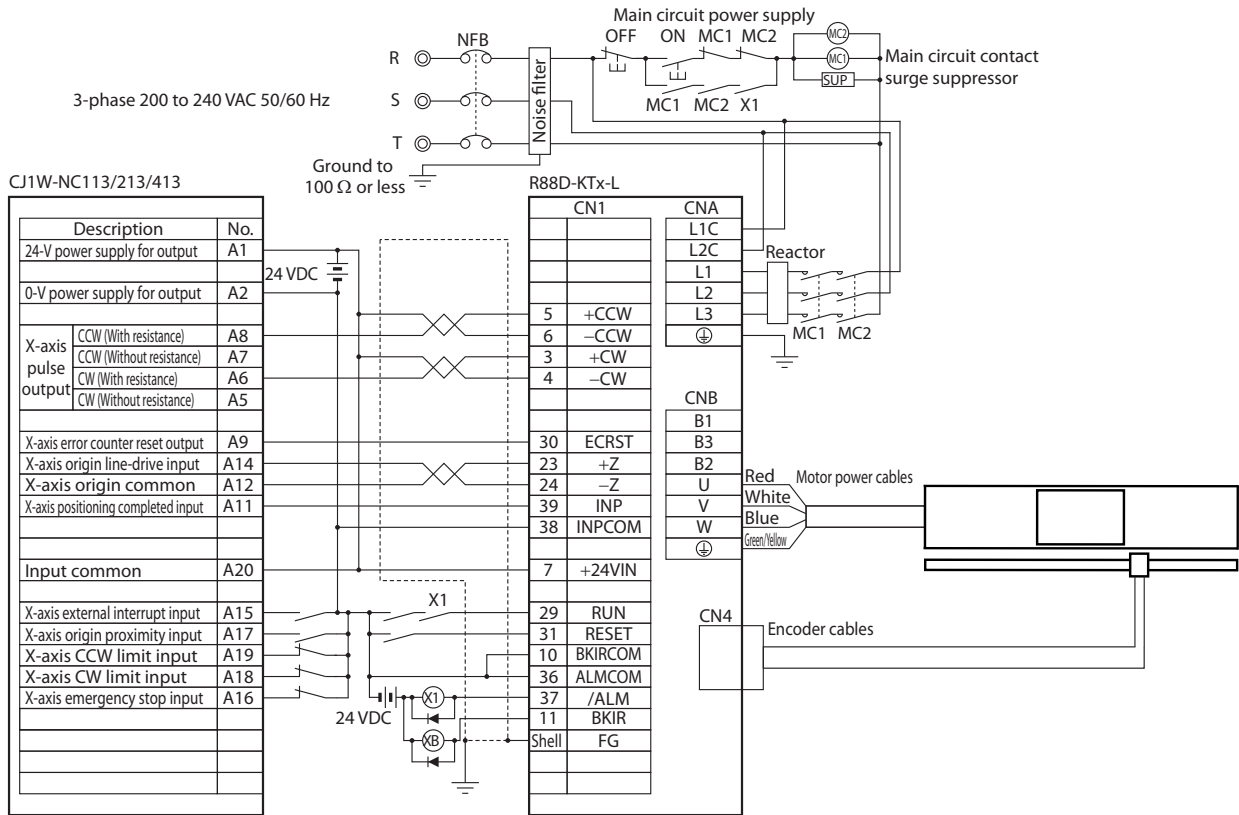 Main circuit power supply
OFF ON MC1 MC2
MC2
MC1
SUP
Main circuit contact
surge suppressor
MC1 MC2 X1
NFB
R
S
T
Noise filter
3-phase 200 to 240 VAC 50/60 Hz
Ground to
100 Ω or less
CJ1W-NC113/213/413
Description No.
24-V power supply for output A1
0-V power supply for output A2
X-axis pulse output
CCW (With resistance) A8
CCW (Without resistance) A7
CW (With resistance) A6
CW (Without resistance) A5
X-axis error counter reset output A9
X-axis origin line-drive input A14
X-axis origin common A12
X-axis positioning completed input A11
Input common A20
X-axis external interrupt input A15
X-axis origin proximity input A17
X-axis CCW limit input A19
X-axis CW limit input A18
X-axis emergency stop input A16
24 VDC
X1
24 VDC
X1
XB
R88D-KTx-L
CN1
5 +CCW
6 −CCW
3 +CW
4 −CW
30 ECRST
23 +Z
24 −Z
39 INP
38 INPCOM
7 +24VIN
29 RUN
31 RESET
10 BKIRCOM
36 ALMCOM
37 /ALM
11 BKIR
Shell FG
CNA
L1C
L2C
L1
L2
L3
Reactor
MC1 MC2
CNB
B1
B3
B2
U
V
W
Red
White
Blue
Green/Yellow
Motor power cables
CN4
Encoder cables